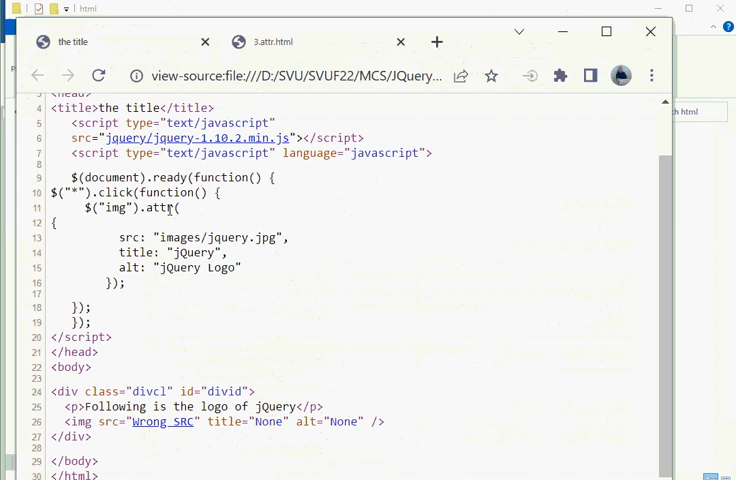 html
the title
3.attr.html
view-source:file:///D:/SVU/SVUF22/MCS/JQuery...
ch html
<head>
4 <title>the title</title>
5 <script type="text/javascript"
6 src="jquery/jquery-1.10.2.min.js"></script>
7 <script type="text/javascript" language="javascript">
8
9 $(document).ready(function() {
10 $("*").click(function() {
11 $("img").attr(
12 {
13 src: "images/jquery.jpg",
14 title: "jQuery",
15 alt: "jQuery Logo"
16 });
17
18 });
19 });
20 </script>
21 </head>
22 <body>
23
24 <div class="divcl" id="divid">
25 <p>Following is the logo of jQuery</p>
26 <img src="Wrong SRC" title="None" alt="None" />
27 </div>
28
29 </body>
30 </html>